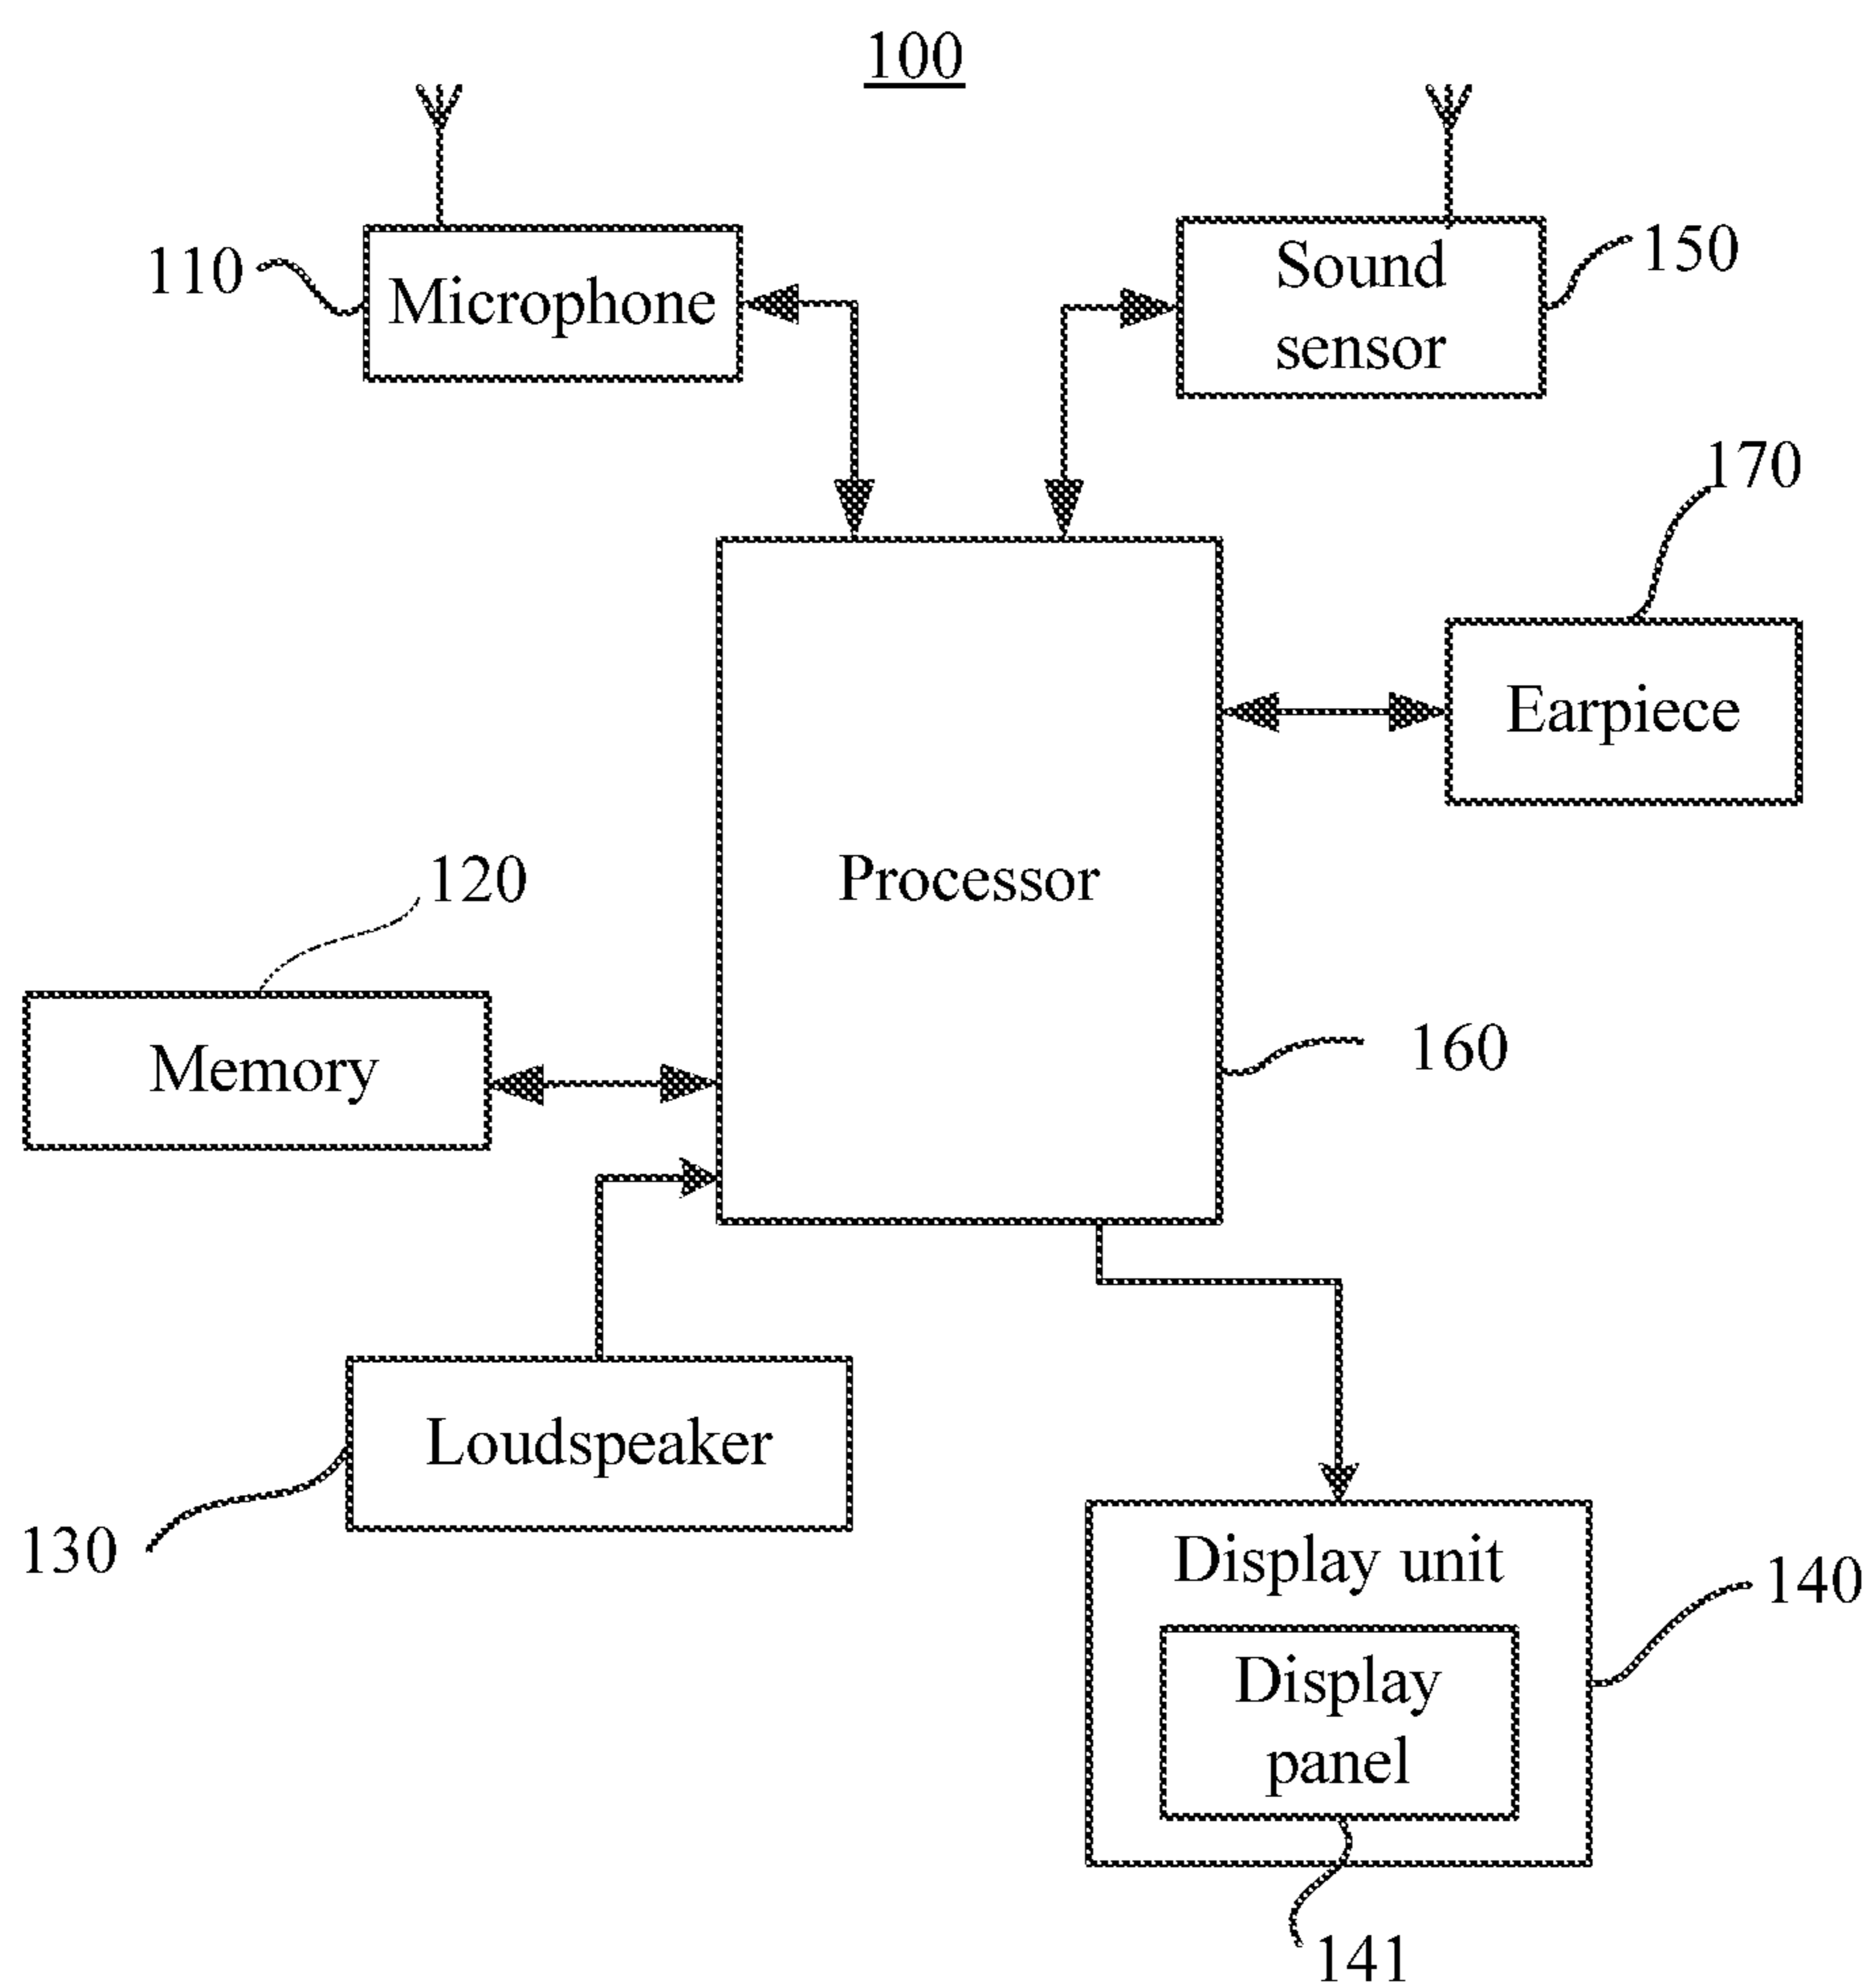 100
110
Microphone
Sound
sensor
150
170
Earpiece
Processor
120
Memory
160
Loudspeaker
130
Display unit
140
Display
panel
141